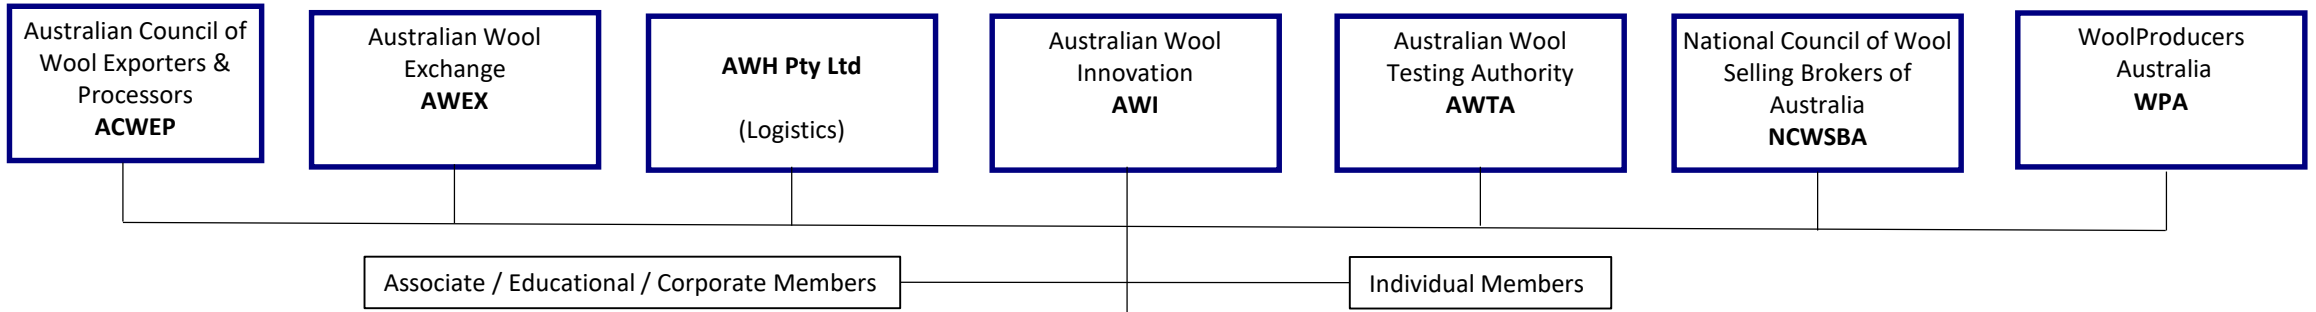 Australian Council of
Wool Exporters &
Processors
ACWEP
Australian Wool
Exchange
AWEX
AWH Pty Ltd
(Logistics)
Australian Wool
Innovation
AWI
Australian Wool
Testing Authority
AWTA
National Council of Wool
Selling Brokers of
Australia
NCWSBA
WoolProducers
Australia
WPA
Associate / Educational / Corporate Members
Individual Members